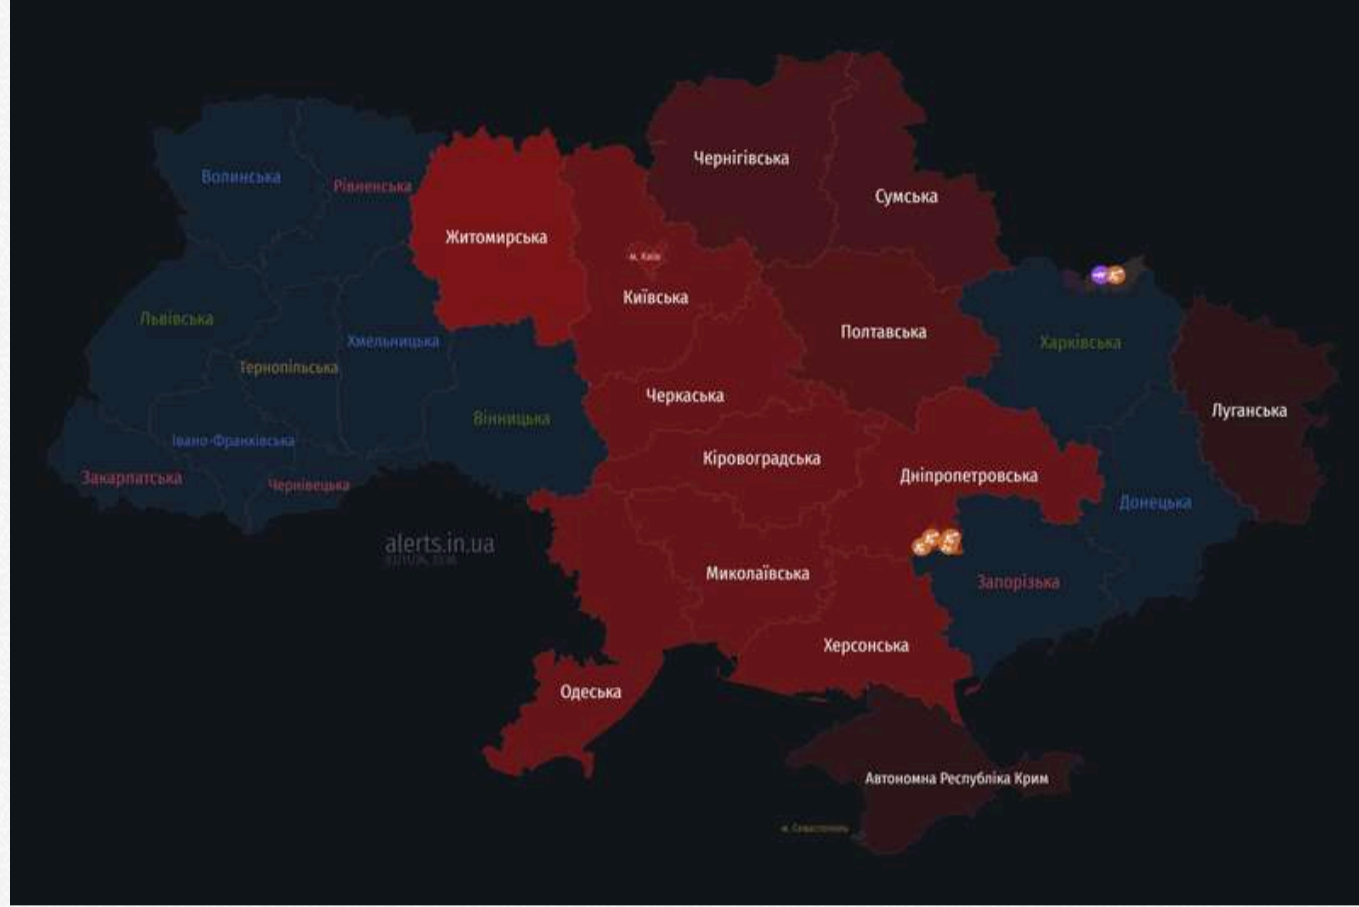 Чернігівська
Волинська
Рівненська
Сумська
Житомирська
м. Київ
Київська
Львівська
Полтавська
Хмельницька
Харківська
Тернопільська
Черкаська
Луганська
Вінницька
Івано-Франківська
Кіровоградська
Закарпатська
Чернівецька
Дніпропетровська
Донецька
alerts.in.ua
Миколаївська
Запорізька
Херсонська
Одеська
Автономна Республіка Крим
м. Севастополь